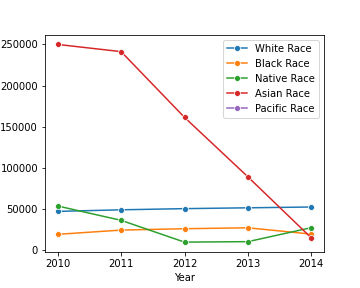 White Race
Black Race
Native Race
Asian Race
Pacific Race
250000
200000
150000
100000
50000
0
2010 2011 2012 2013 2014
Year